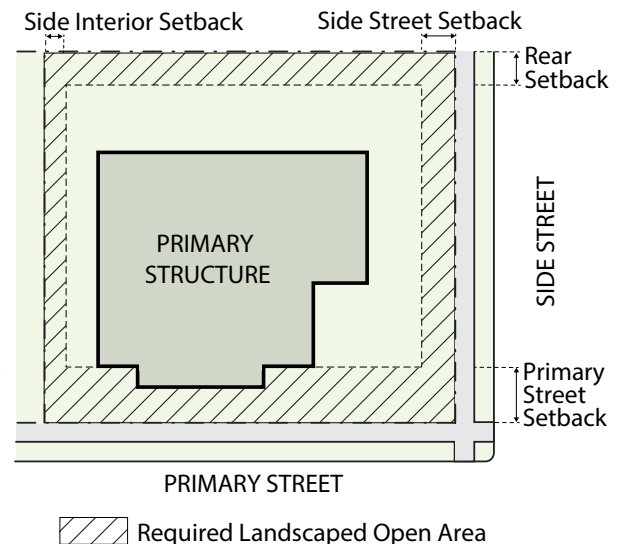 Side Interior Setback
Side Street Setback
Rear
Setback
PRIMARY
STRUCTURE
SIDE STREET
Primary
Street
Setback
PRIMARY STREET
Required Landscaped Open Area